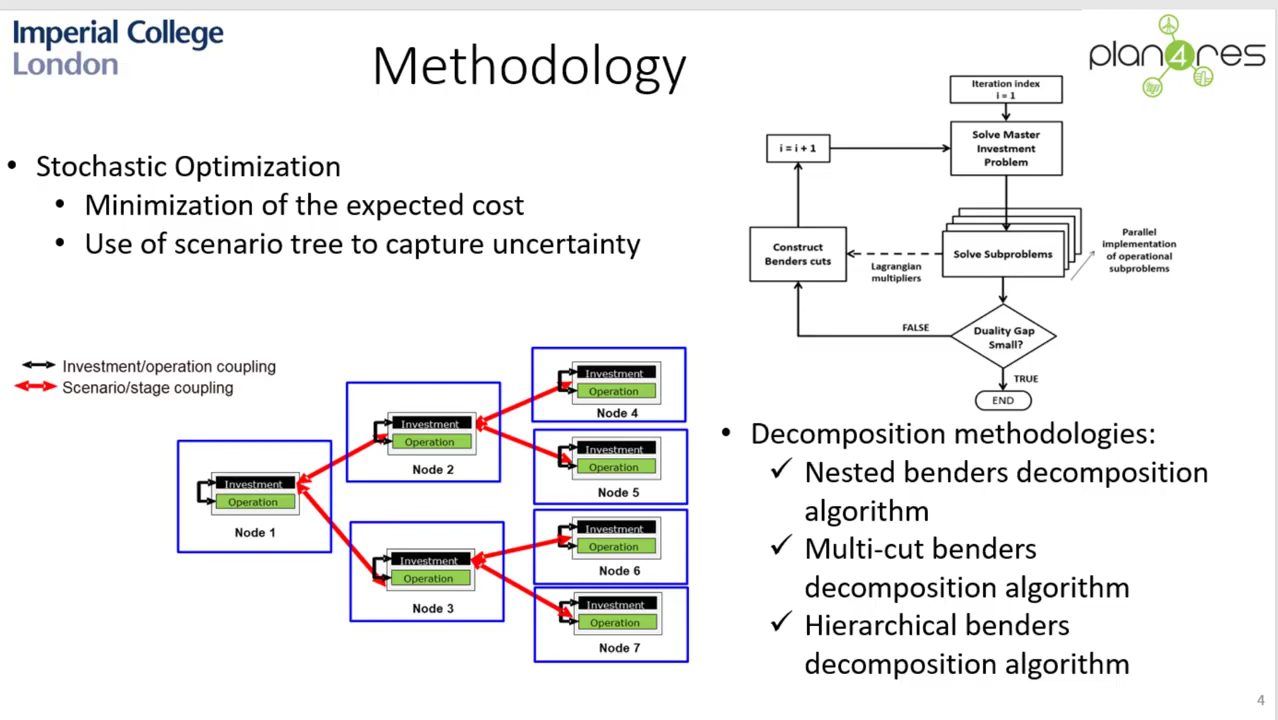 Imperial College
London
Methodology
plan4res
• Stochastic Optimization
• Minimization of the expected cost
• Use of scenario tree to capture uncertainty
Iteration index
i = 1
i = i + 1
Solve Master
Investment
Problem
Construct
Benders cuts
Lagrangian
multipliers
Solve Subproblems
Parallel
implementation
of operational
subproblems
FALSE
Duality Gap
Small?
TRUE
END
Investment/operation coupling
Scenario/stage coupling
Investment
Operation
Node 1
Investment
Operation
Node 2
Investment
Operation
Node 3
Investment
Operation
Node 4
Investment
Operation
Node 5
Investment
Operation
Node 6
Investment
Operation
Node 7
• Decomposition methodologies:
✓ Nested benders decomposition
algorithm
✓ Multi-cut benders
decomposition algorithm
✓ Hierarchical benders
decomposition algorithm
4